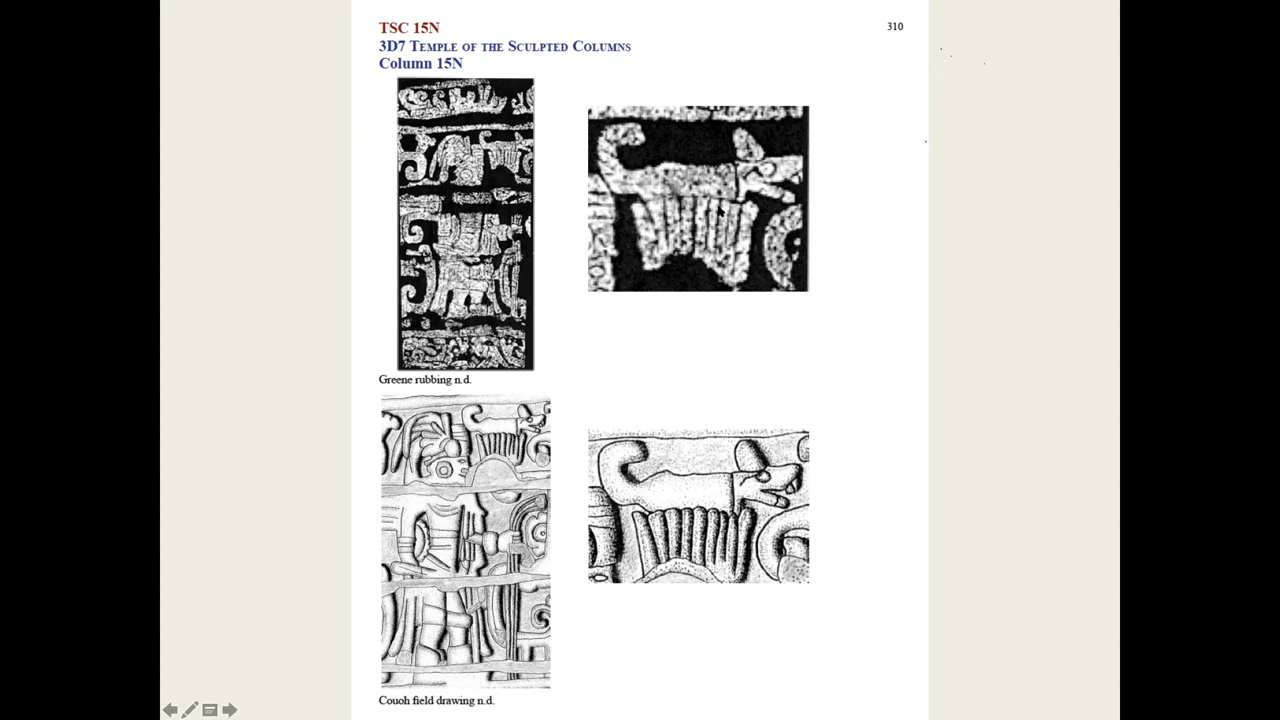 TSC 15N
310
3D7 Temple of the Sculpted Columns
Column 15N
Greene rubbing n.d.
Couoh field drawing n.d.